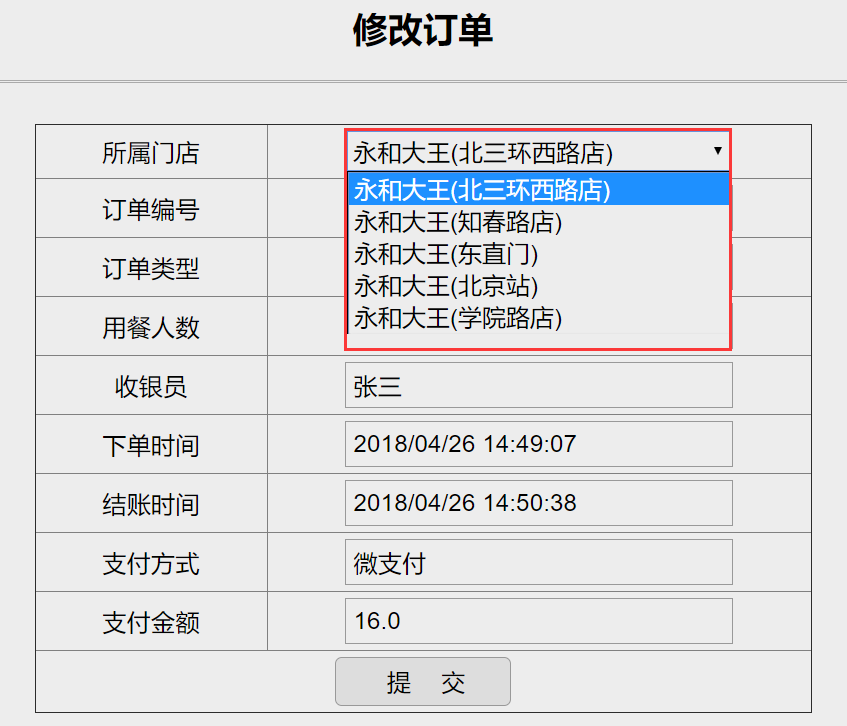 修改订单
所属门店 永和大王(北三环西路店)
永和大王(北三环西路店)
订单编号
永和大王(知春路店)
永和大王(东直门)
订单类型
永和大王(北京站)
永和大王(学院路店)
用餐人数
收银员 张三
下单时间 2018/04/26 14:49:07
结账时间 2018/04/26 14:50:38
支付方式 微支付
支付金额 16.0
提 交